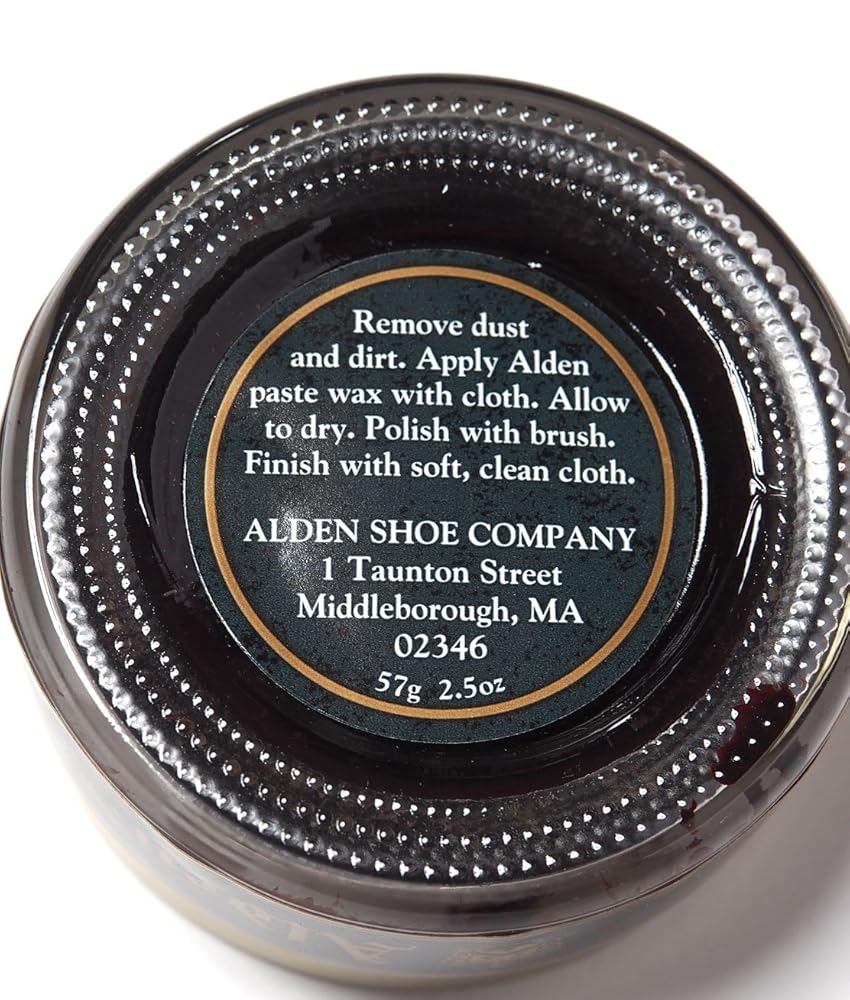 Remove dust
and dirt. Apply Alden
paste wax with cloth. Allow
to dry. Polish with brush.
Finish with soft, clean cloth.
ALDEN SHOE COMPANY
1 Taunton Street
Middleborough, MA
02346
57g 2.5oz